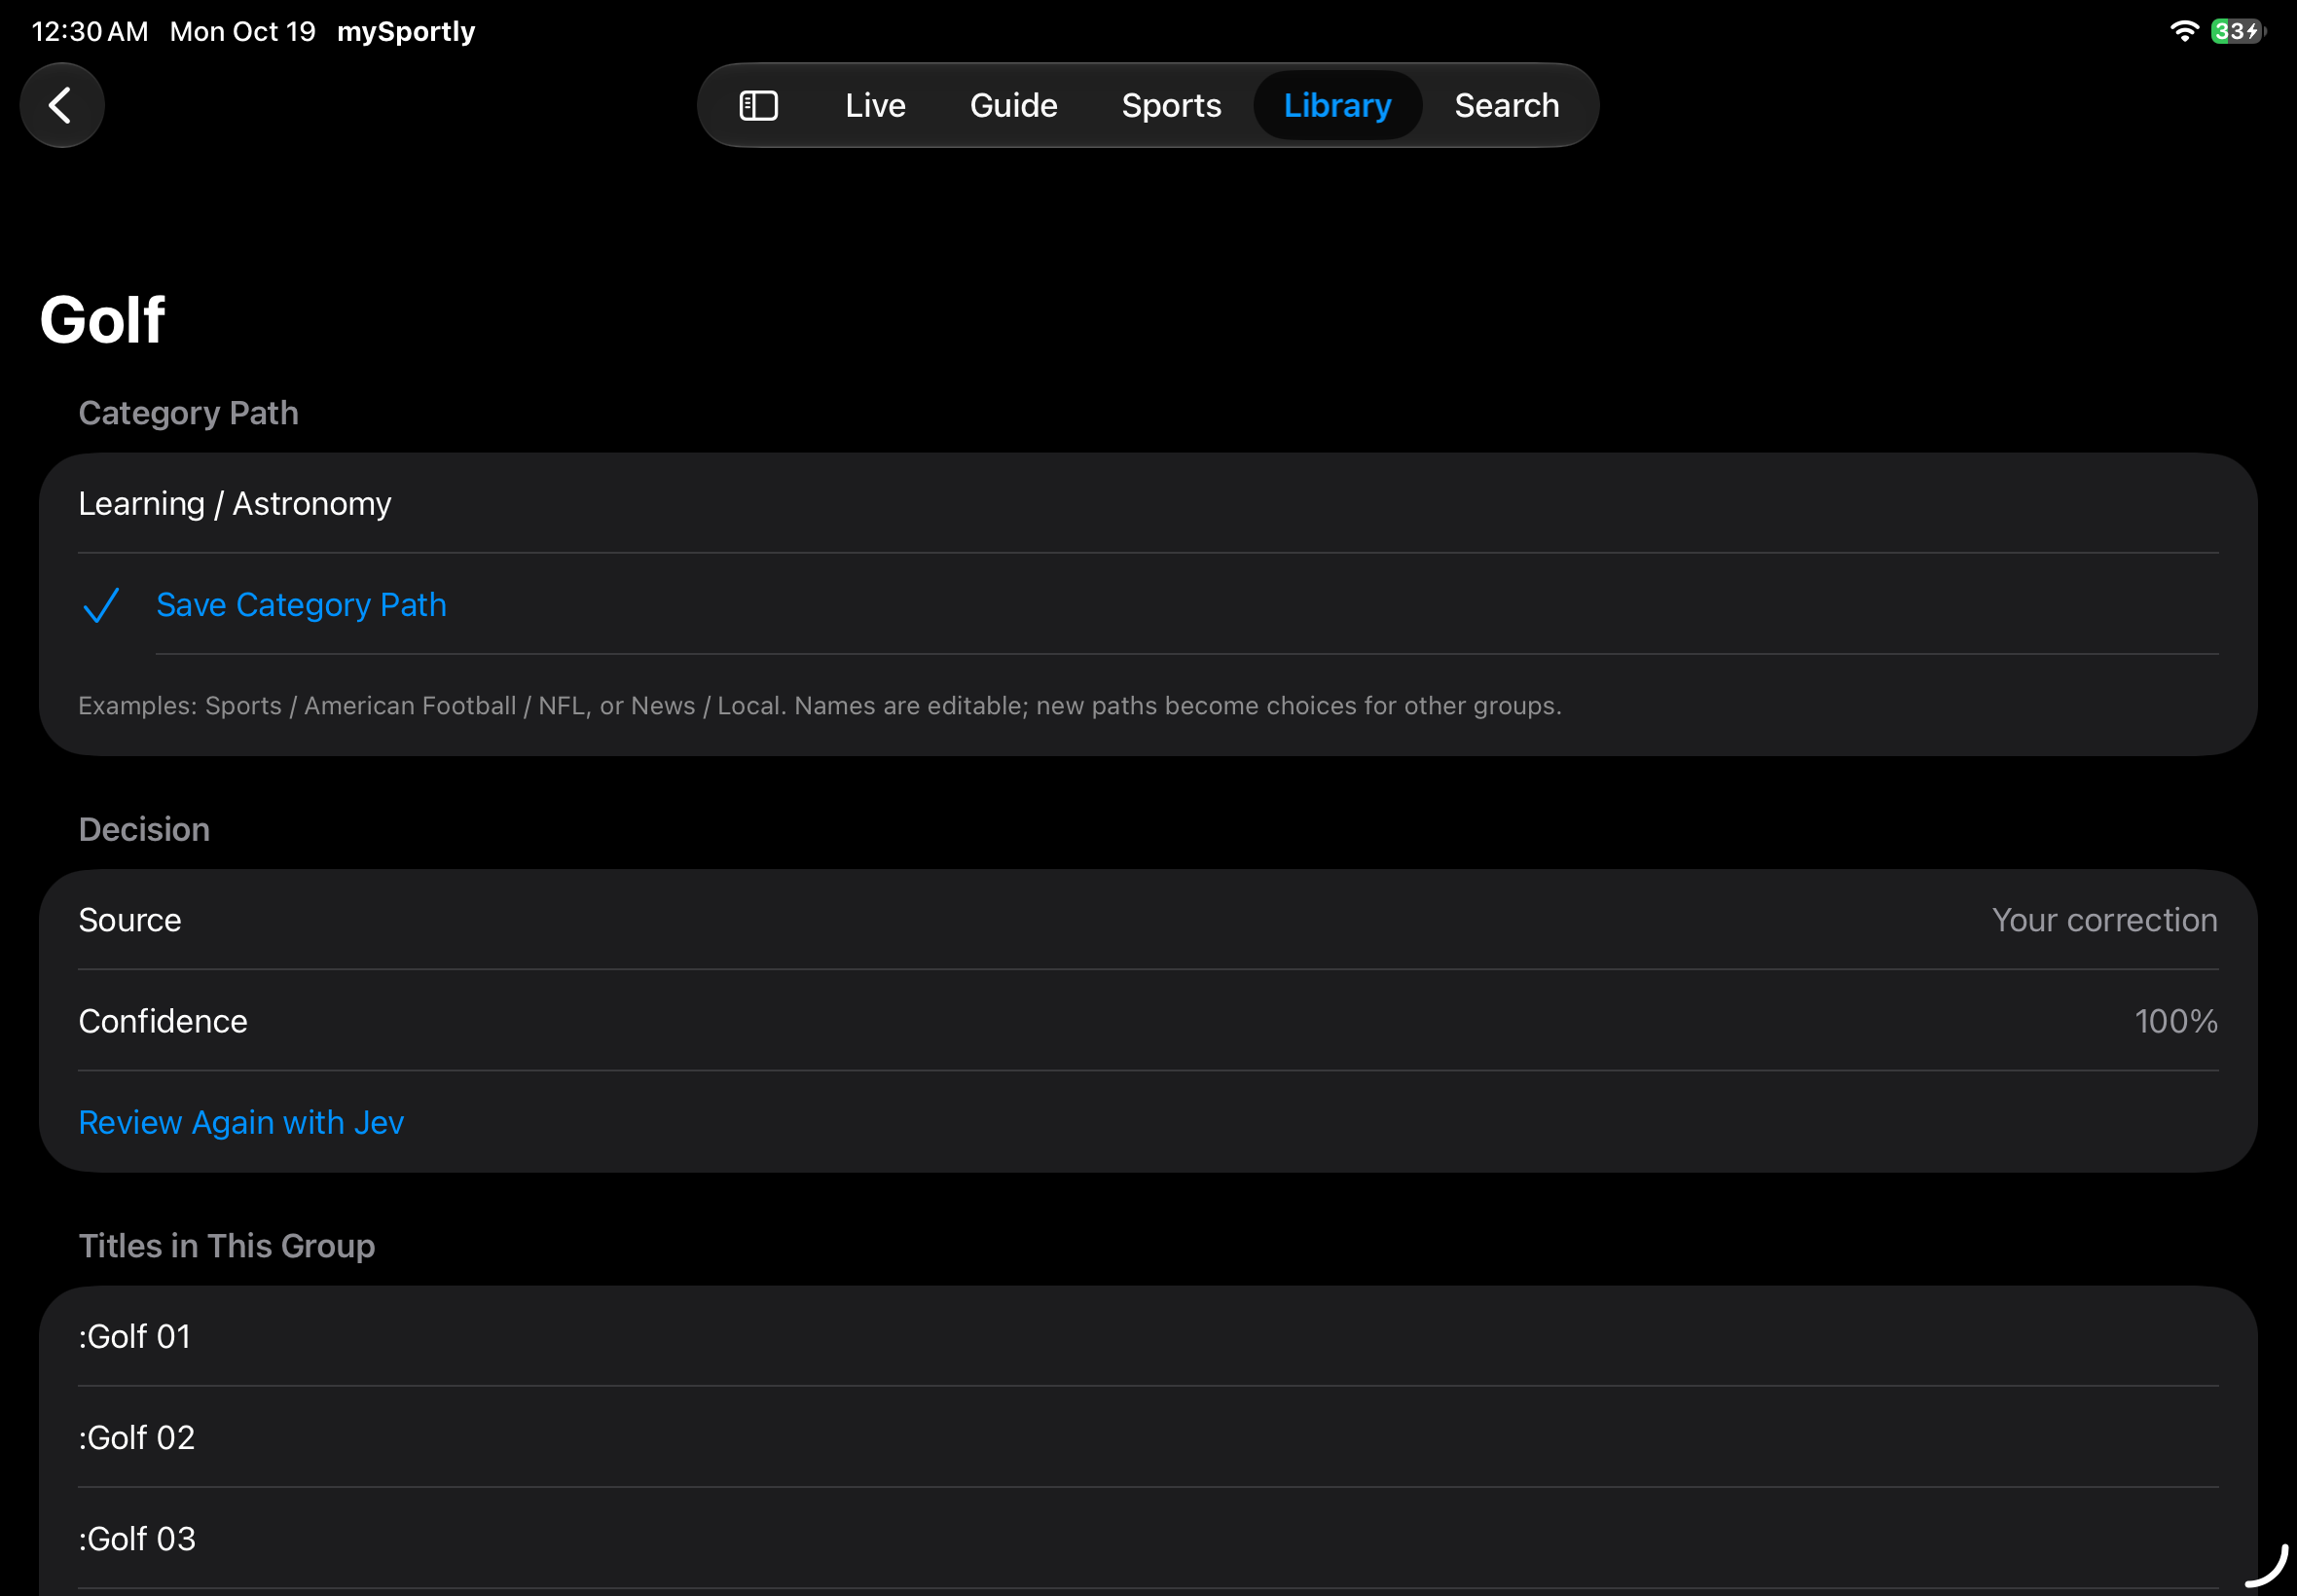 12:30 AM Mon Oct 19 mySportly
33
Live Guide Sports Library Search
Golf
Category Path
Learning / Astronomy
Save Category Path
Examples: Sports / American Football / NFL, or News / Local. Names are editable; new paths become choices for other groups.
Decision
Source Your correction
Confidence 100%
Review Again with Jev
Titles in This Group
:Golf 01
:Golf 02
:Golf 03